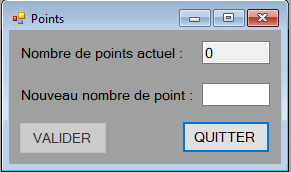 Points
Nombre de points actuel : 0
Nouveau nombre de point :
VALIDER QUITTER